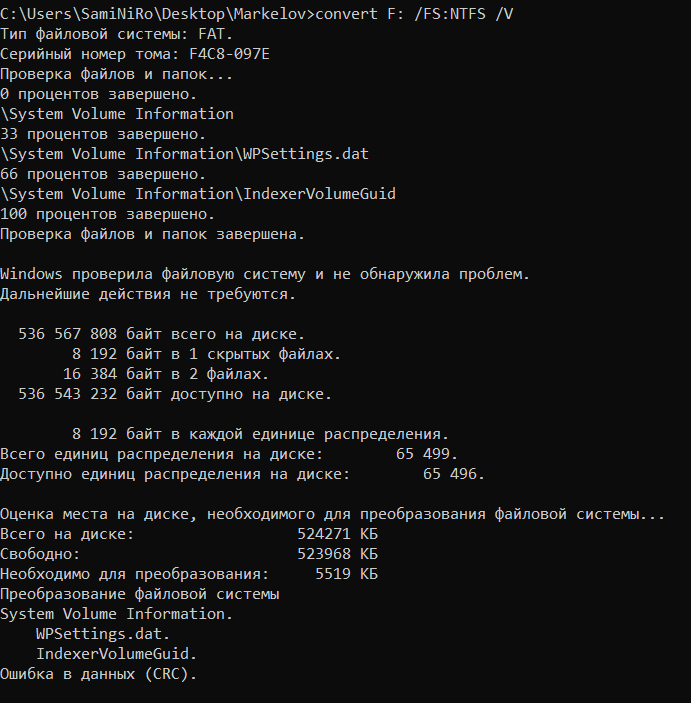 C:\Users\SamiNiRo\Desktop\Markelov>convert F: /FS:NTFS /V
Тип файловой системы: FAT.
Серийный номер тома: F4C8-097E
Проверка файлов и папок...
0 процентов завершено.
\System Volume Information
33 процентов завершено.
\System Volume Information\WPSettings.dat
66 процентов завершено.
\System Volume Information\IndexerVolumeGuid
100 процентов завершено.
Проверка файлов и папок завершена.
Windows проверила файловую систему и не обнаружила проблем.
Дальнейшие действия не требуются.
536 567 808 байт всего на диске.
8 192 байт в 1 скрытых файлах.
16 384 байт в 2 файлах.
536 543 232 байт доступно на диске.
8 192 байт в каждой единице распределения.
Всего единиц распределения на диске: 65 499.
Доступно единиц распределения на диске: 65 496.
Оценка места на диске, необходимого для преобразования файловой системы...
Всего на диске: 524271 КБ
Свободно: 523968 КБ
Необходимо для преобразования: 5519 КБ
Преобразование файловой системы
System Volume Information.
WPSettings.dat.
IndexerVolumeGuid.
Ошибка в данных (CRC).